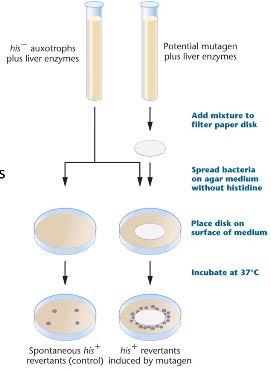 his⁻ auxotrophs
plus liver enzymes
Potential mutagen
plus liver enzymes
Add mixture to
filter paper disk
s
Spread bacteria
on agar medium
without histidine
Place disk on
surface of medium
Incubate at 37°C
Spontaneous his⁺
revertants (control)
his⁺ revertants
induced by mutagen